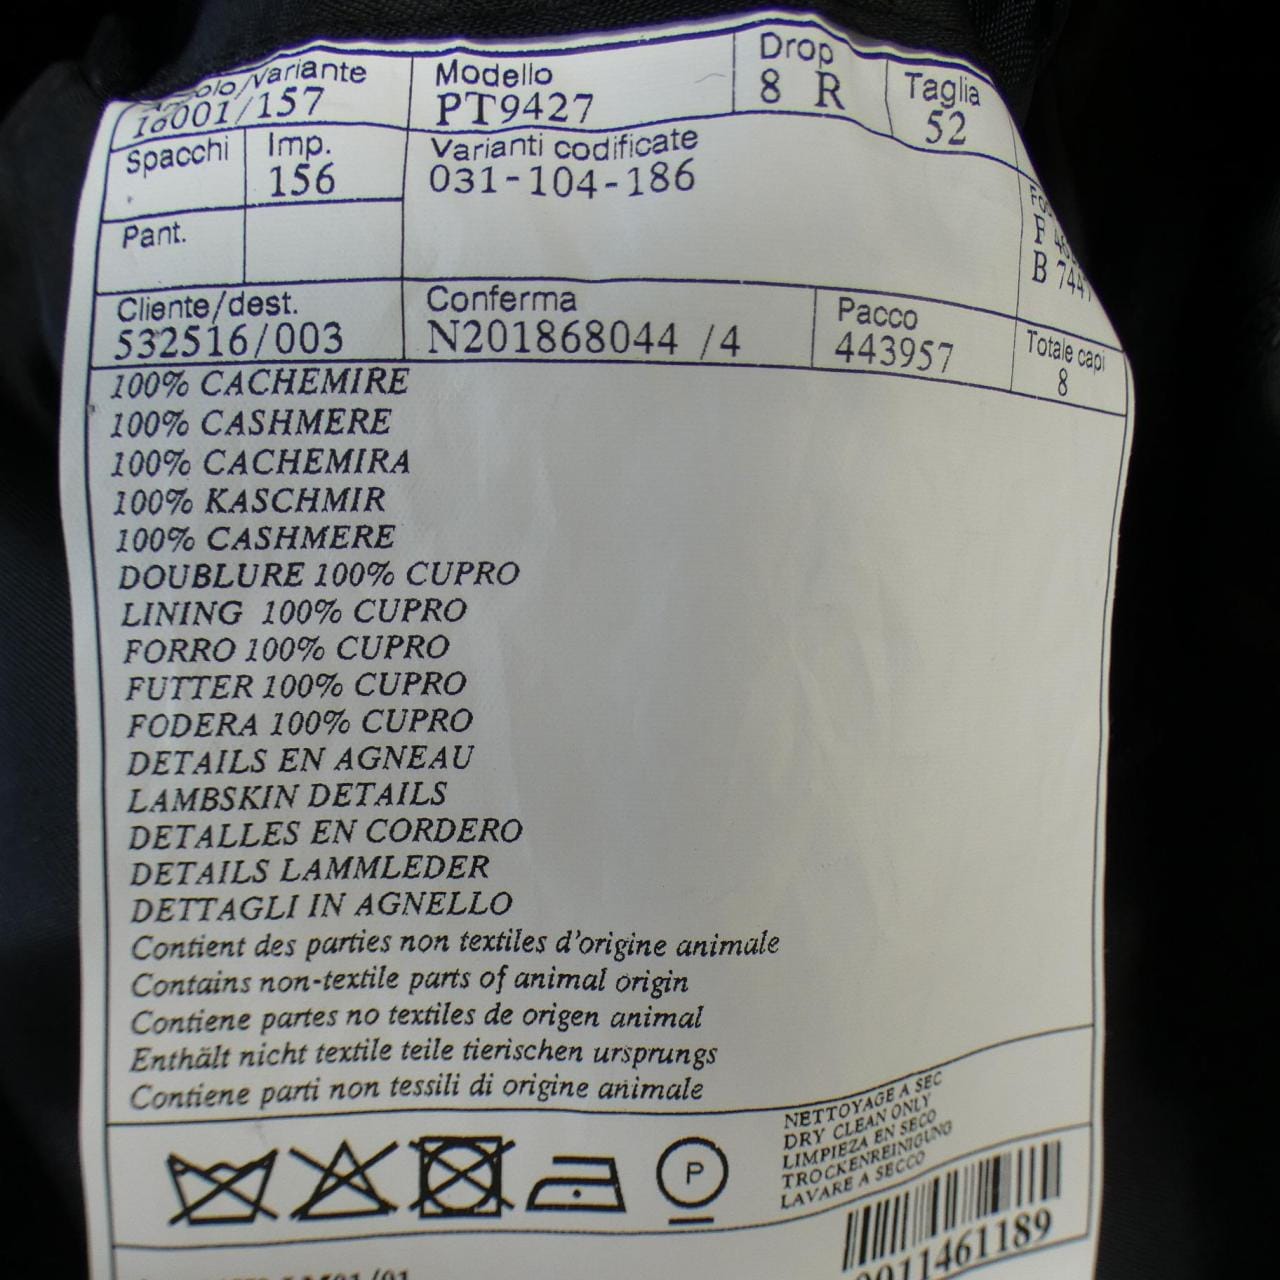 Articolo/Variante Modello Drop Taglia
18001/157 PT9427 8 R 52
Spacchi Imp. Varianti codificate
156 031-104-186
Pant.
F
B
Cliente/dest. Conferma Pacco Totale capi
532516/003 N201868044 /4 443957 8
100% CACHEMIRE
100% CASHMERE
100% CACHEMIRA
100% KASCHMIR
100% CASHMERE
DOUBLURE 100% CUPRO
LINING 100% CUPRO
FORRO 100% CUPRO
FUTTER 100% CUPRO
FODERA 100% CUPRO
DETAILS EN AGNEAU
LAMBSKIN DETAILS
DETALLES EN CORDERO
DETAILS LAMMLEDER
DETTAGLI IN AGNELLO
Contient des parties non textiles d'origine animale
Contains non-textile parts of animal origin
Contiene partes no textiles de origen animal
Enthält nicht textile teile tierischen ursprungs
Contiene parti non tessili di origine animale
NETTOYAGE A SEC
DRY CLEAN ONLY
LIMPIEZA EN SECO
TROCKENREINIGUNG
LAVARE A SECCO
P